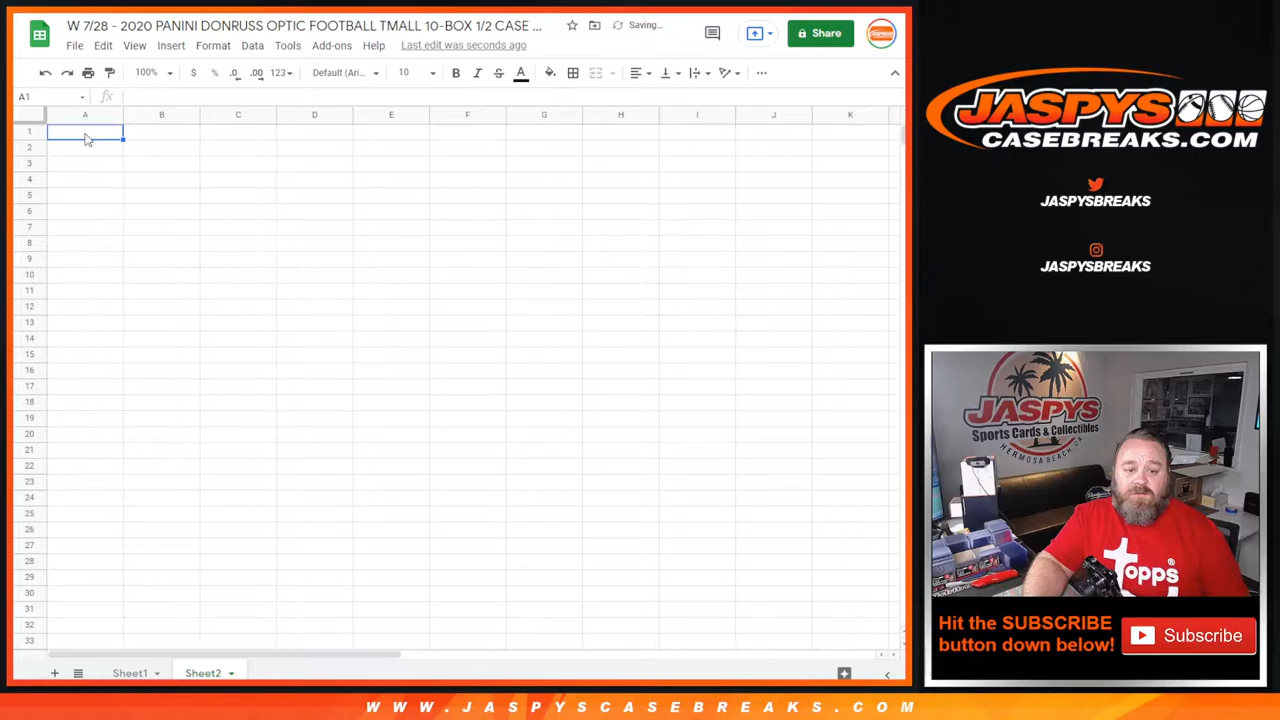 W 7/28 - 2020 PANINI DONRUSS OPTIC FOOTBALL TMALL 10-BOX 1/2 CASE ...
Saving...
File Edit View Insert Format Data Tools Add-ons Help Last edit was seconds ago
Share
100% $ % .0 .00 123 Default (Ari... 10 B I S A
A1 fx
A B C D E F G H I J K
1
2
3
4
5
6
7
8
9
10
11
12
13
14
15
16
17
18
19
20
21
22
23
24
25
26
27
28
29
30
31
32
33
+ Sheet1 Sheet2
JASPYS
CASEBREAKS.COM
JASPYSBREAKS
JASPYSBREAKS
JASPYS
Sports Cards & Collectibles
HERMOSA BEACH, CA
topps
Hit the SUBSCRIBE
button down below!
Subscribe
WWW.JASPYSCASEBREAKS.COM